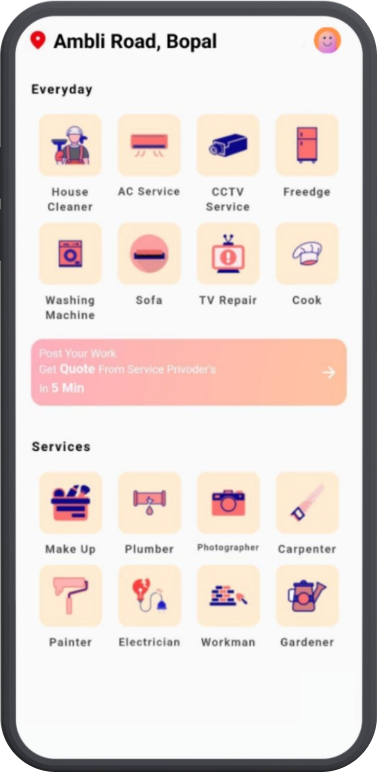 Ambli Road, Bopal
Everyday
House
Cleaner
AC Service
CCTV
Service
Freedge
Washing
Machine
Sofa
TV Repair
Cook
Post Your Work
Get Quote From Service Privoder's
In 5 Min
Services
Make Up
Plumber
Photographer
Carpenter
Painter
Electrician
Workman
Gardener